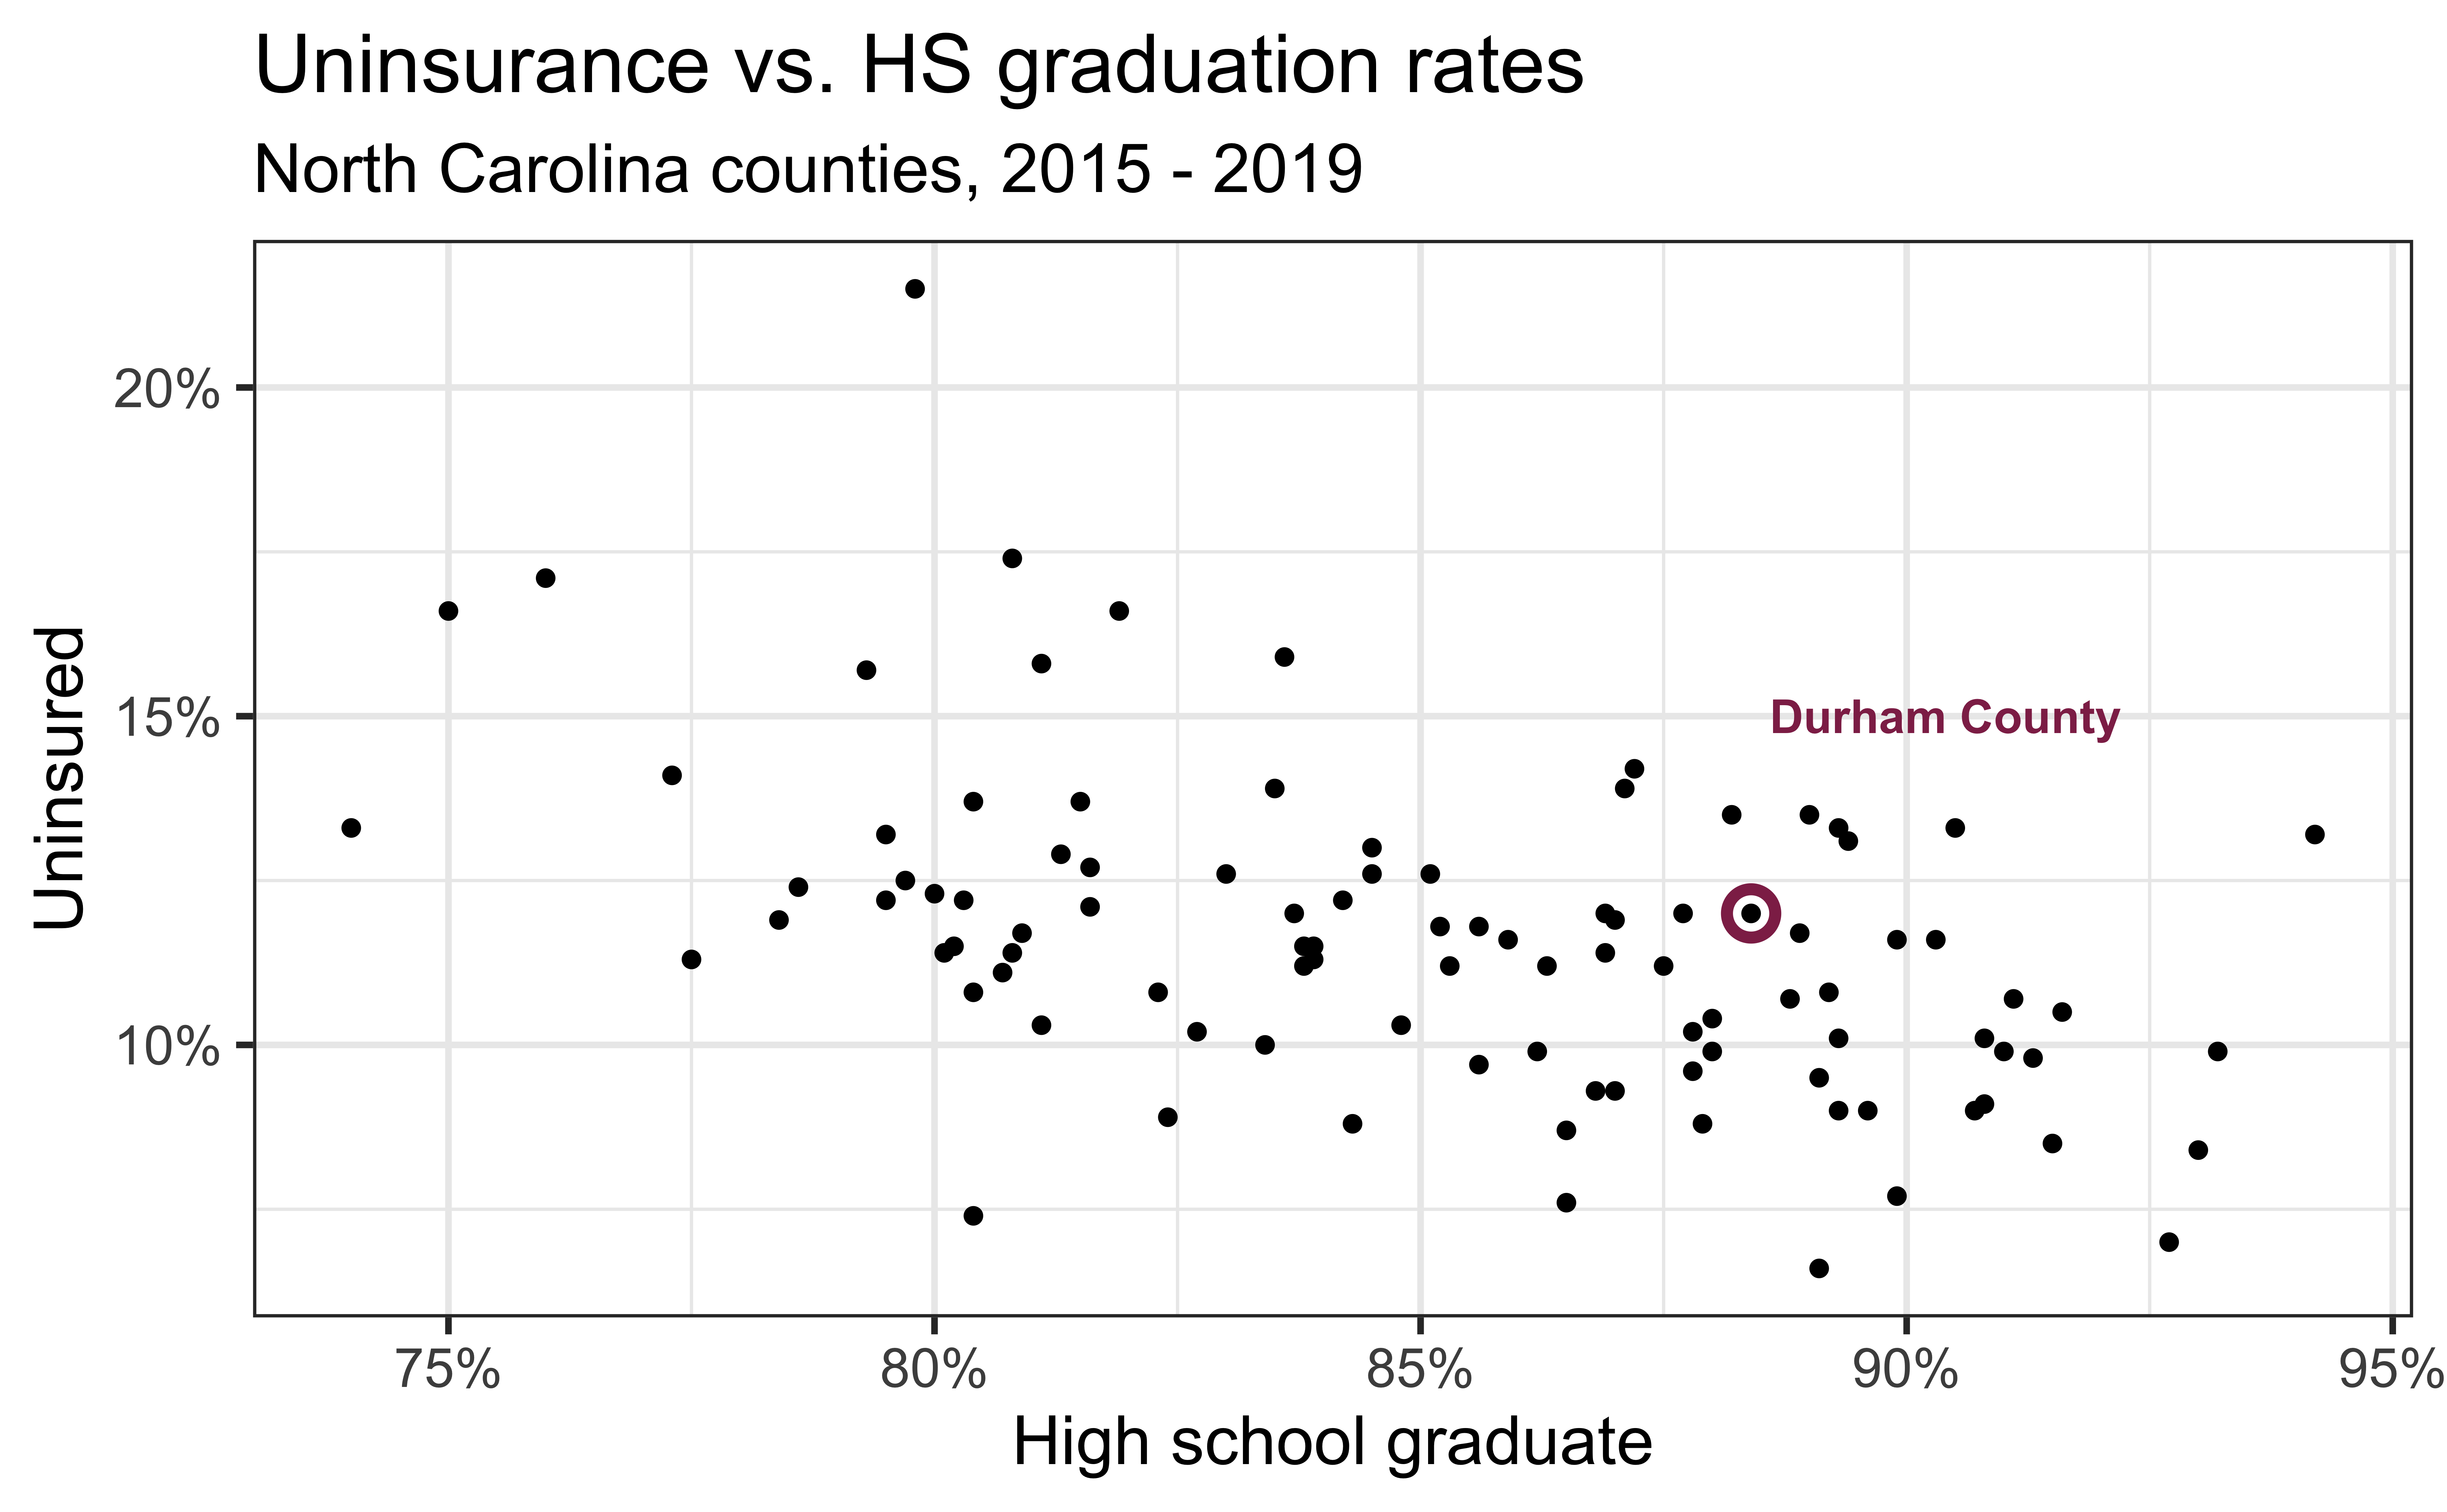 Uninsurance vs. HS graduation rates
North Carolina counties, 2015 - 2019
Uninsured
20%
15%
10%
Durham County
75% 80% 85% 90% 95%
High school graduate